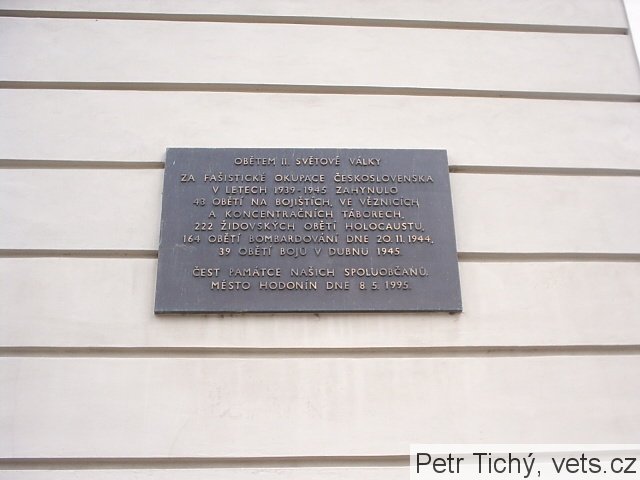 OBĚTEM II. SVĚTOVÉ VÁLKY
ZA FAŠISTICKÉ OKUPACE ČESKOSLOVENSKA
V LETECH 1939-1945 ZAHYNULO
43 OBĚTÍ NA BOJIŠTÍCH, VE VĚZNICÍCH
A KONCENTRAČNÍCH TÁBORECH,
222 ŽIDOVSKÝCH OBĚTÍ HOLOCAUSTU,
164 OBĚTÍ BOMBARDOVÁNÍ DNE 20.11.1944,
39 OBĚTÍ BOJŮ V DUBNU 1945.
ČEST PAMÁTCE NAŠICH SPOLUOBČANŮ.
MĚSTO HODONÍN DNE 8.5.1995.
Petr Tichý, vets.cz